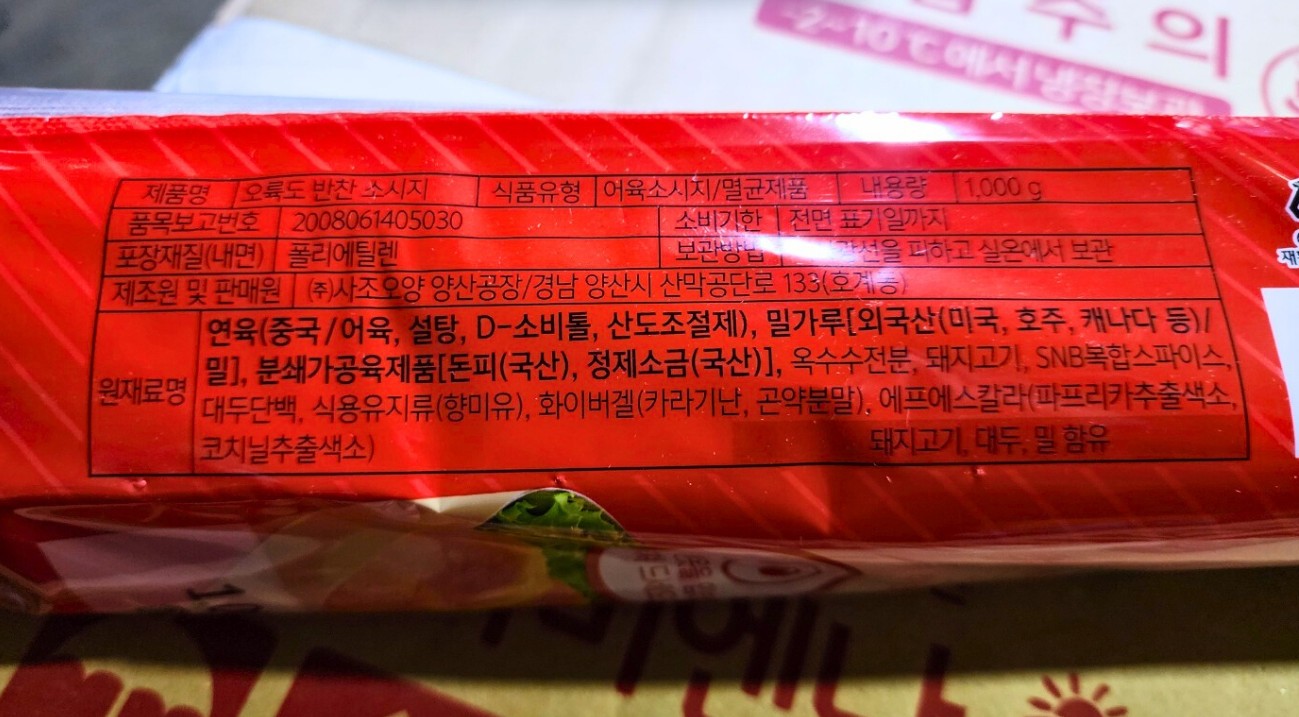 주의
-2~10℃에서 냉장보관
제품명 오륙도 반찬 소시지 식품유형 어육소시지/멸균제품 내용량 1,000 g
품목보고번호 2008061405030 소비기한 전면 표기일까지
포장재질(내면) 폴리에틸렌 보관방법 피하고 실온에서 보관
제조원 및 판매원 (주)사조오양 양산공장/경남 양산시 산막공단로 133(호계동)
원재료명
연육(중국/어육, 설탕, D-소비톨, 산도조절제), 밀가루[외국산(미국, 호주, 캐나다 등)/
밀], 분쇄가공육제품[돈피(국산), 정제소금(국산)], 옥수수전분, 돼지고기, SNB복합스파이스,
대두단백, 식용유지류(향미유), 화이버겔(카라기난, 곤약분말), 에프에스칼라(파프리카추출색소,
코치닐추출색소) 돼지고기, 대두, 밀 함유